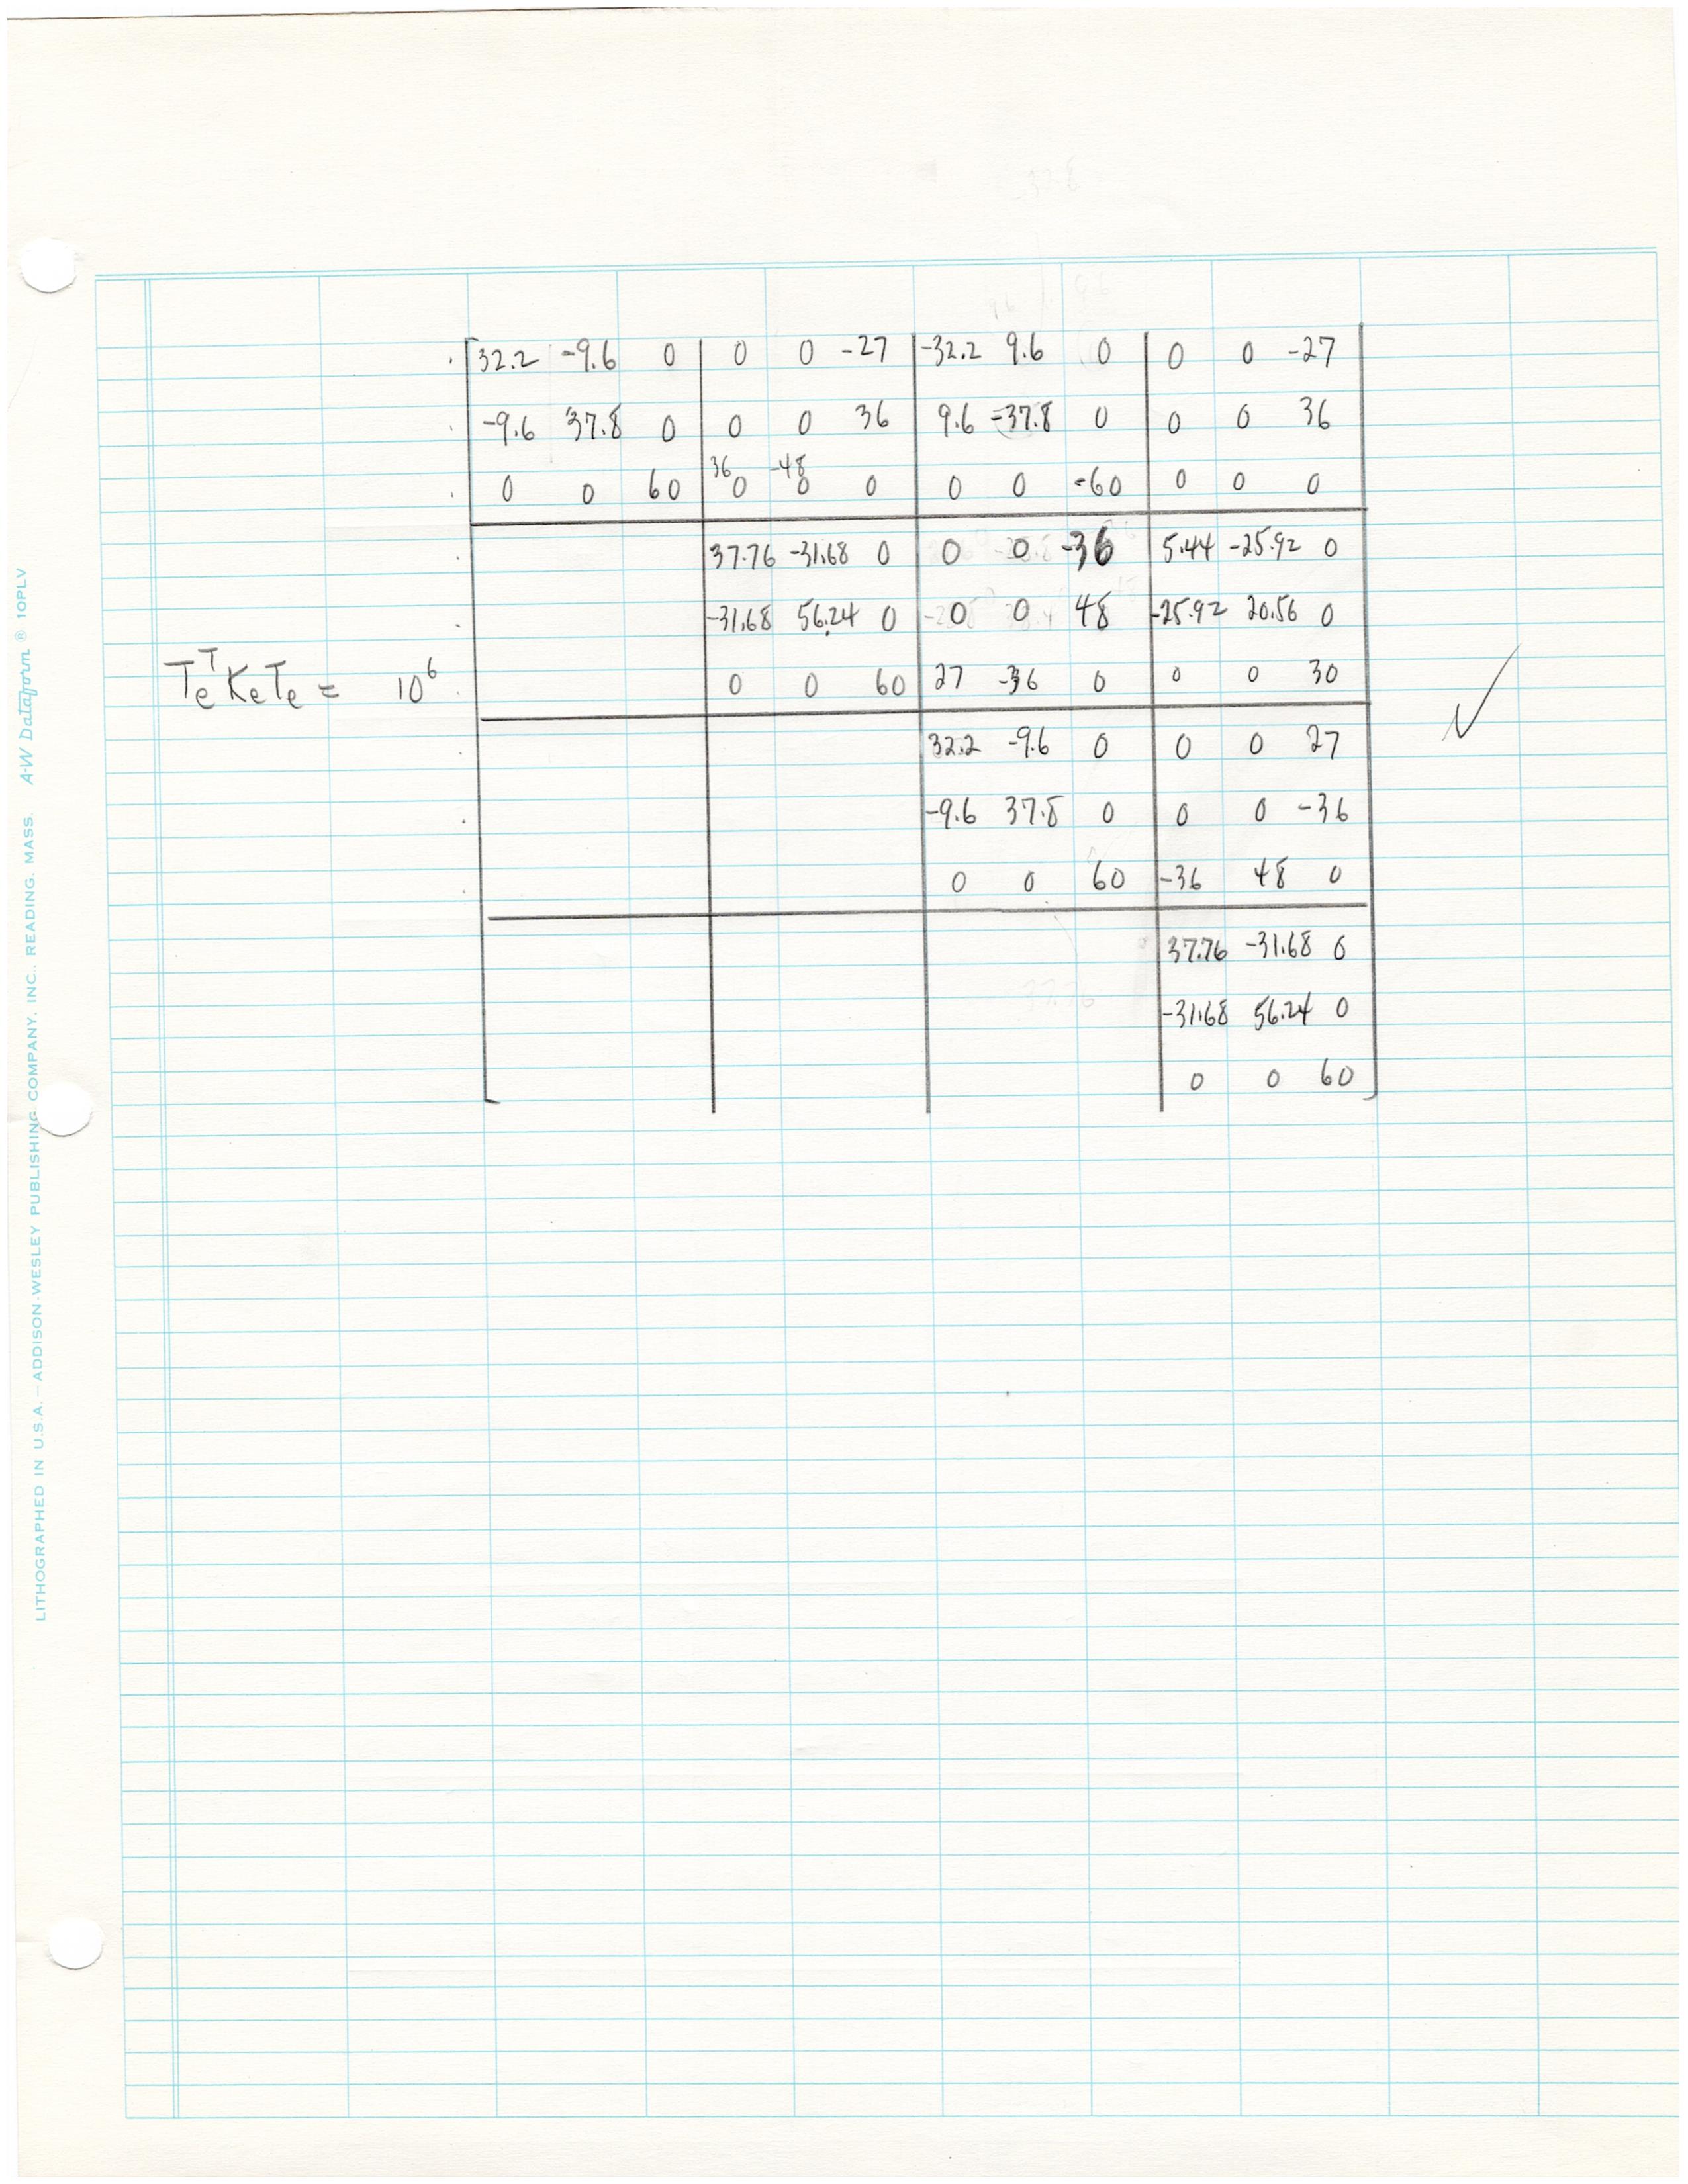 32.2 -9.6 0 0 0 -27 -32.2 9.6 0 0 0 -27
-9.6 37.8 0 0 0 36 9.6 -37.8 0 0 0 36
36 -48
0 0 60 0 0 0 0 0 -60 0 0 0
37.76 -31.68 0 0 0 -36 5.44 -25.92 0
-31.68 56.24 0 0 0 48 -25.92 20.56 0
TeᵀKeTe = 10⁶ 0 0 60 27 -36 0 0 0 30
32.2 -9.6 0 0 0 27
-9.6 37.8 0 0 0 -36
0 0 60 -36 48 0
37.76 -31.68 0
-31.68 56.24 0
0 0 60
LITHOGRAPHED IN U.S.A. — ADDISON-WESLEY PUBLISHING COMPANY, INC., READING, MASS A-W Dataform ® 10PLV